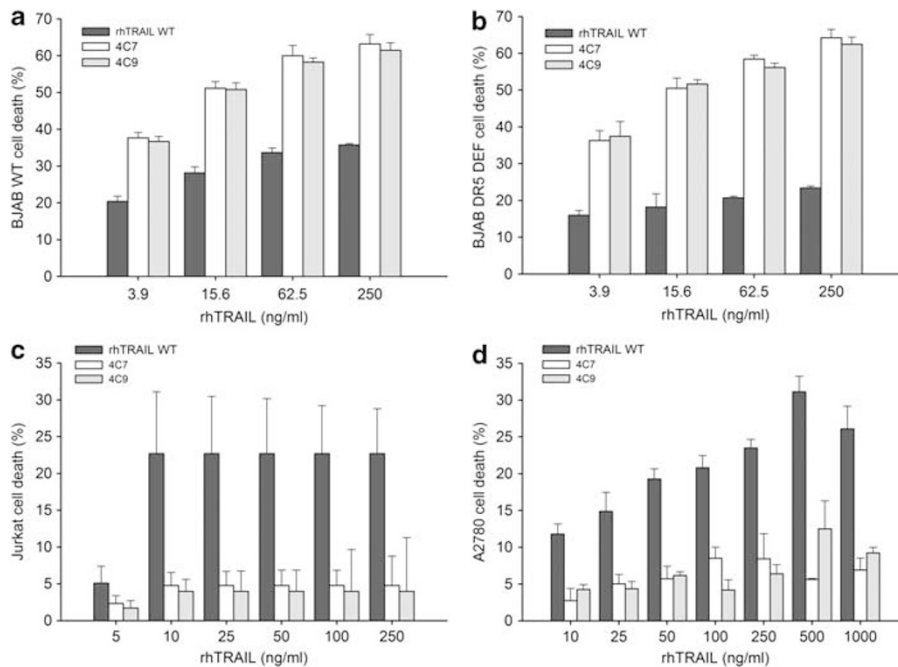 a
rhTRAIL WT
4C7
4C9
BJAB WT cell death (%)
70
60
50
40
30
20
10
0
3.9 15.6 62.5 250
rhTRAIL (ng/ml)
b
rhTRAIL WT
4C7
4C9
BJAB DR5 DEF cell death (%)
70
60
50
40
30
20
10
0
3.9 15.6 62.5 250
rhTRAIL (ng/ml)
c
rhTRAIL WT
4C7
4C9
Jurkat cell death (%)
35
30
25
20
15
10
5
0
5 10 25 50 100 250
rhTRAIL (ng/ml)
d
rhTRAIL WT
4C7
4C9
A2780 cell death (%)
35
30
25
20
15
10
5
0
10 25 50 100 250 500 1000
rhTRAIL (ng/ml)